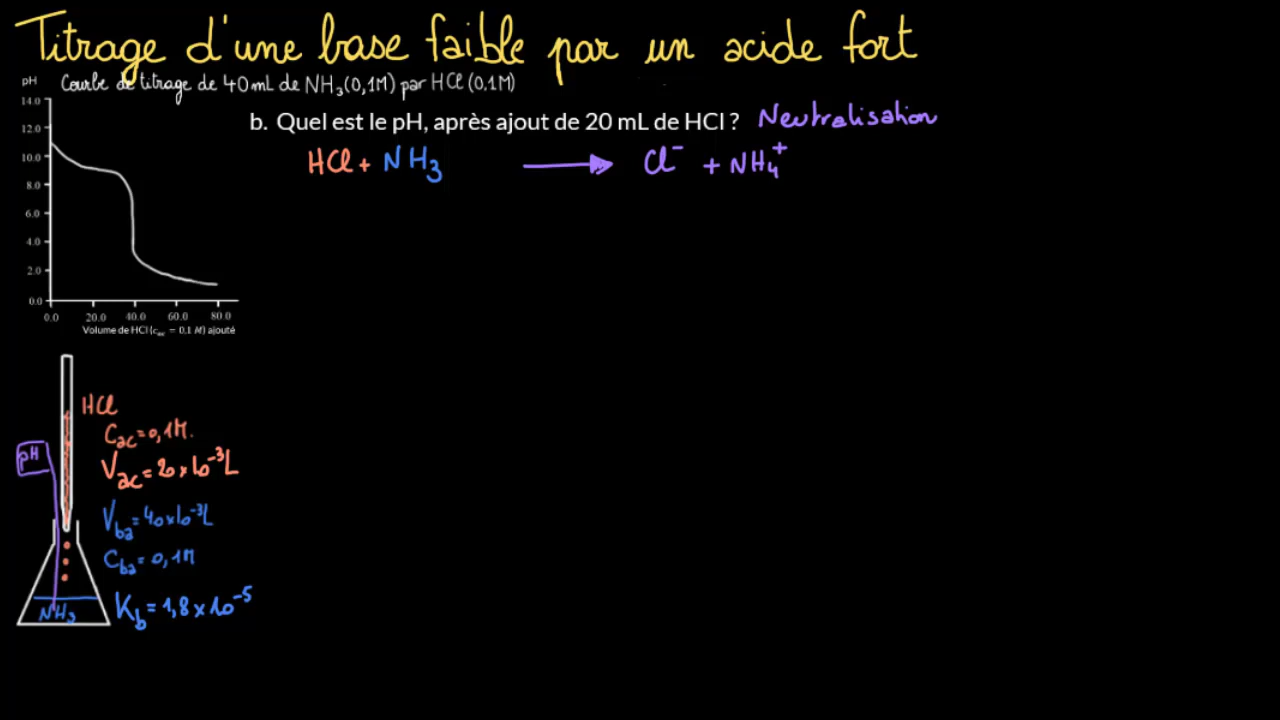 Titrage d'une base faible par un acide fort
Courbe de titrage de 40mL de NH₃(0,1M) par HCl(0.1M)
pH
14.0
12.0
10.0
8.0
6.0
4.0
2.0
0.0
0.0 20.0 40.0 60.0 80.0
Volume de HCl (cₐc = 0.1 M) ajouté
b. Quel est le pH, après ajout de 20 mL de HCl ? Neutralisation
HCl + NH₃ → Cl⁻ + NH₄⁺
HCl
Cac = 0,1M.
Vac = 20 × 10⁻³L
pH
Vba = 40 × 10⁻³L
Cba = 0,1M
Kb = 1,8 × 10⁻⁵
NH₃